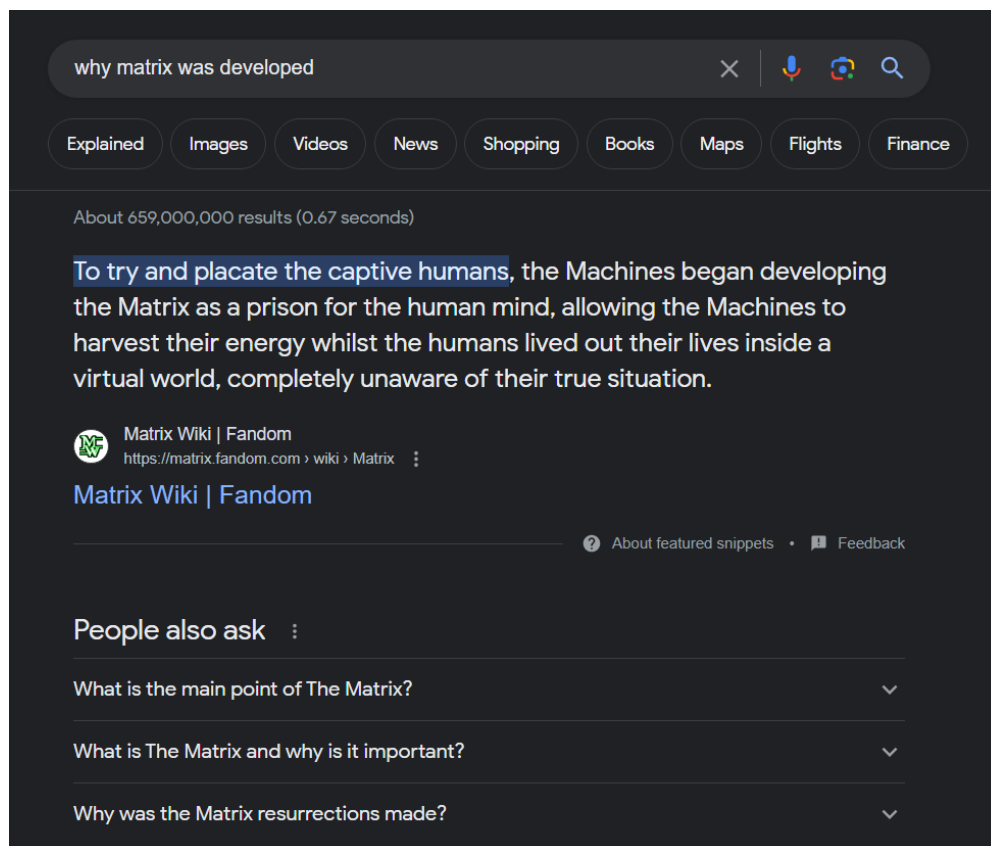 why matrix was developed
Explained
Images
Videos
News
Shopping
Books
Maps
Flights
Finance
About 659,000,000 results (0.67 seconds)
To try and placate the captive humans, the Machines began developing
the Matrix as a prison for the human mind, allowing the Machines to
harvest their energy whilst the humans lived out their lives inside a
virtual world, completely unaware of their true situation.
Matrix Wiki | Fandom
https://matrix.fandom.com › wiki › Matrix
Matrix Wiki | Fandom
About featured snippets • Feedback
People also ask
What is the main point of The Matrix?
What is The Matrix and why is it important?
Why was the Matrix resurrections made?